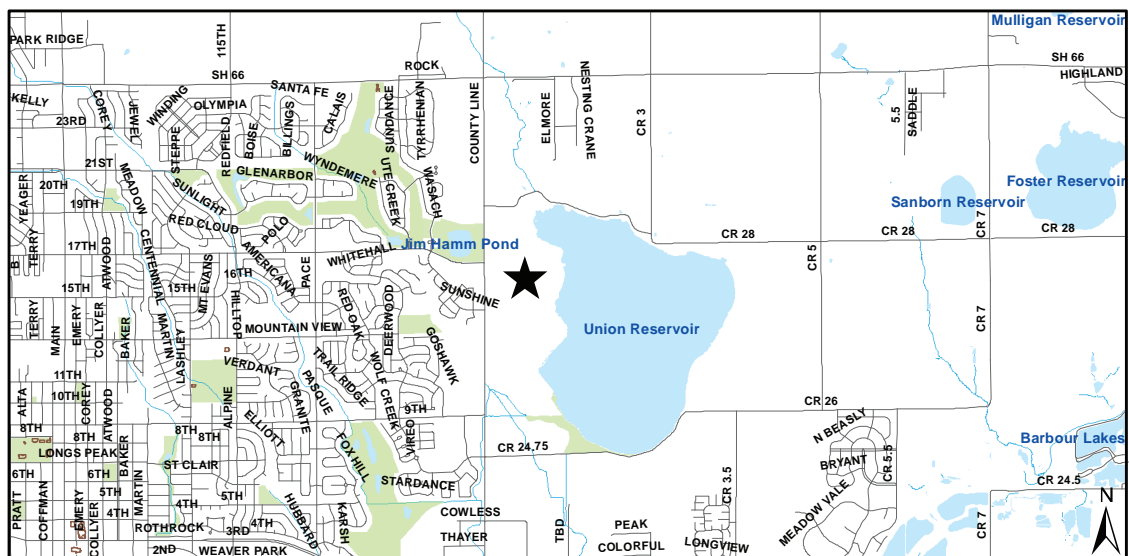 Mulligan Reservoir
PARK RIDGE
115TH
SH 66
ROCK
SH 66
HIGHLAND
KELLY
COREY
JEWEL
WINDING
OLYMPIA
SANTA FE
BILLINGS
CALAIS
SUNDANCE
TYRRHENIAN
COUNTY LINE
ELMORE
NESTING CRANE
CR 3
5.5
SADDLE
23RD
STEPPE
REDFIELD
BOISE
21ST
MEADOW
GLENARBOR
WYNDEMERE
UTE CREEK
WASACH
20TH
19TH
YEAGER
TERRY
SUNLIGHT
RED CLOUD
POLO
Foster Reservoir
Sanborn Reservoir
CR 7
CR 28
CR 28
CR 28
CR 5
17TH
ATWOOD
CENTENNIAL
AMERICANA
WHITEHALL
Jim Hamm Pond
B
15TH
15TH
MT EVANS
16TH
PACE
SUNSHINE
HILLTOP
TERRY
MAIN
EMERY
COLLYER
BAKER
MARTIN
LASHLEY
MOUNTAIN VIEW
RED OAK
DEERWOOD
GOSHAWK
Union Reservoir
CR 7
11TH
VERDANT
TRAIL RIDGE
WOLF CREEK
PASQUE
GRANITE
ALTA
10TH
COREY
ATWOOD
ALPINE
ELLIOTT
9TH
VIREO
CR 26
8TH
8TH
8TH
8TH
BAKER
LONGS PEAK
FOX HILL
CR 24.75
N BEASLY
BRYANT
CR 5.5
Barbour Lakes
6TH
6TH
ST CLAIR
STARDANCE
CR 3.5
MEADOW VALE
CR 24.5
N
PRATT
COFFMAN
EMERY
COLLYER
5TH
4TH
MARTIN
4TH
5TH
4TH
HUBBARD
KARSH
COWLESS
TBD
CR 7
ROTHROCK
3RD
THAYER
PEAK
2ND
WEAVER PARK
COLORFUL
LONGVIEW